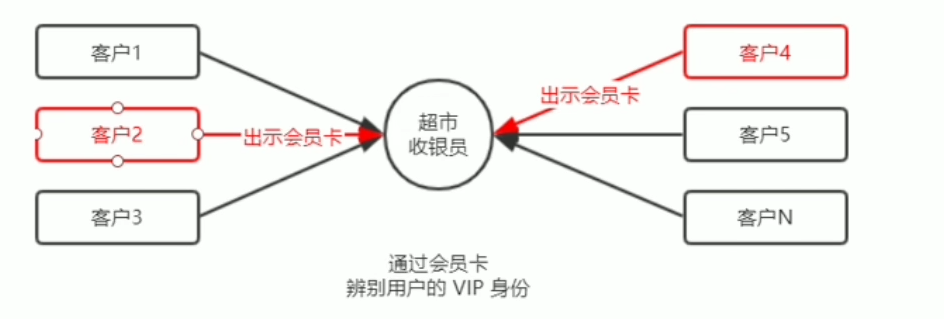 客户1
客户4
出示会员卡
超市
收银员
客户2
出示会员卡
客户5
客户3
客户N
通过会员卡
辨别用户的 VIP 身份